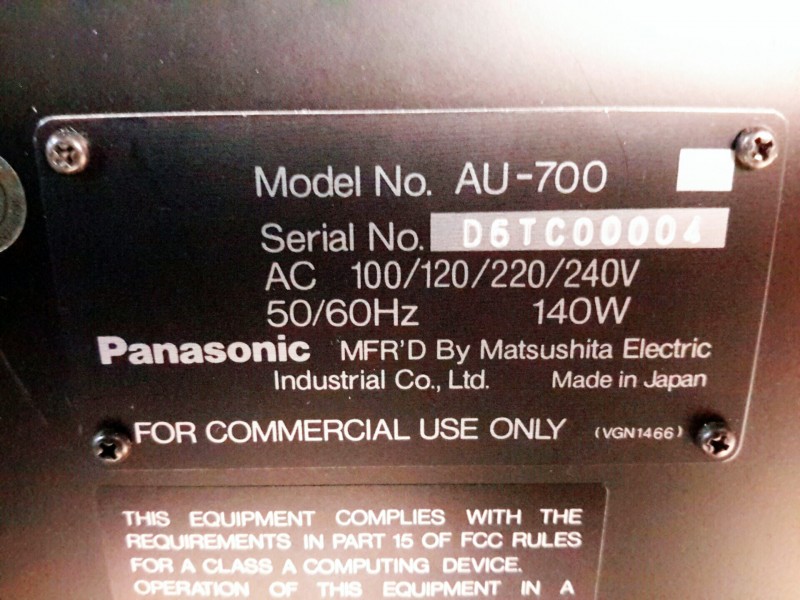 Model No. AU-700
Serial No. D6TC00004
AC 100/120/220/240V
50/60Hz 140W
Panasonic MFR'D By Matsushita Electric
Industrial Co., Ltd. Made in Japan
FOR COMMERCIAL USE ONLY (VGN1466)
THIS EQUIPMENT COMPLIES WITH THE
REQUIREMENTS IN PART 15 OF FCC RULES
FOR A CLASS A COMPUTING DEVICE.
OPERATION OF THIS EQUIPMENT IN A